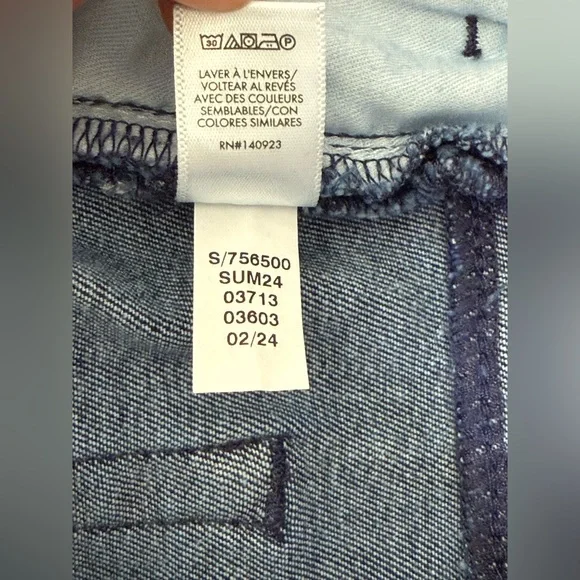 30 P
LAVER À L'ENVERS/
VOLTEAR AL REVÉS
AVEC DES COULEURS
SEMBLABLES/CON
COLORES SIMILARES
RN#140923
S/756500
SUM24
03713
03603
02/24